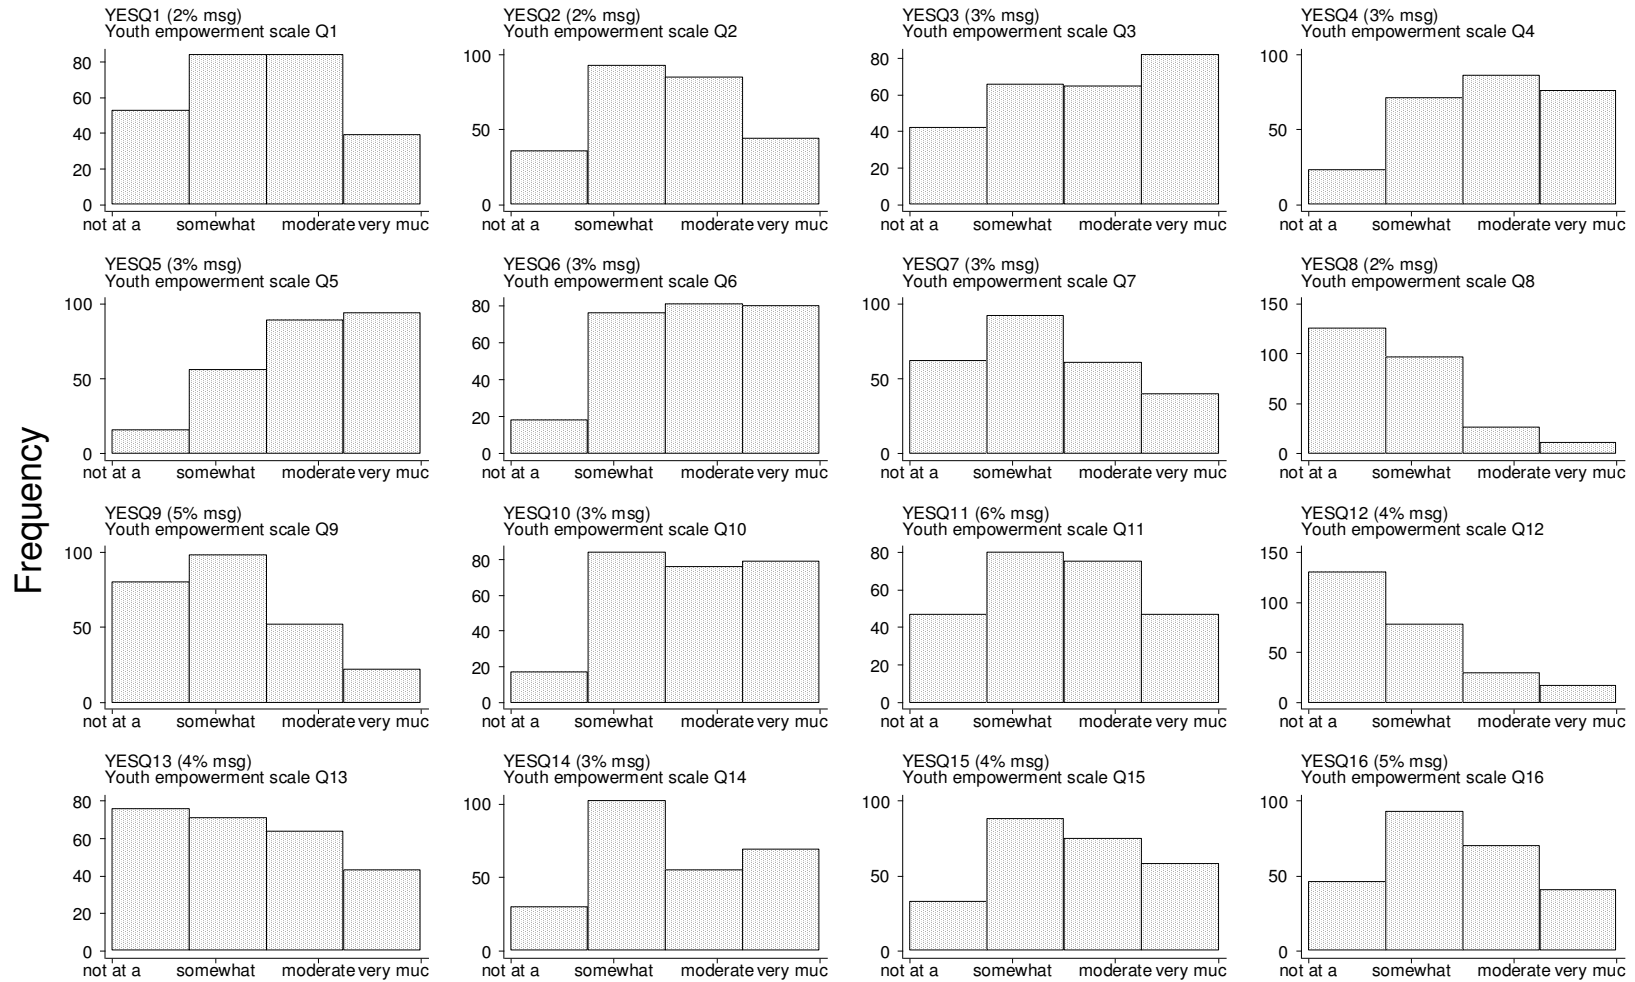 Frequency
YESQ1 (2% msg)
Youth empowerment scale Q1
80
60
40
20
0
not at a somewhat moderate very muc
YESQ2 (2% msg)
Youth empowerment scale Q2
100
50
0
not at a somewhat moderate very muc
YESQ3 (3% msg)
Youth empowerment scale Q3
80
60
40
20
0
not at a somewhat moderate very muc
YESQ4 (3% msg)
Youth empowerment scale Q4
100
50
0
not at a somewhat moderate very muc
YESQ5 (3% msg)
Youth empowerment scale Q5
100
50
0
not at a somewhat moderate very muc
YESQ6 (3% msg)
Youth empowerment scale Q6
80
60
40
20
0
not at a somewhat moderate very muc
YESQ7 (3% msg)
Youth empowerment scale Q7
100
50
0
not at a somewhat moderate very muc
YESQ8 (2% msg)
Youth empowerment scale Q8
150
100
50
0
not at a somewhat moderate very muc
YESQ9 (5% msg)
Youth empowerment scale Q9
100
50
0
not at a somewhat moderate very muc
YESQ10 (3% msg)
Youth empowerment scale Q10
80
60
40
20
0
not at a somewhat moderate very muc
YESQ11 (6% msg)
Youth empowerment scale Q11
80
60
40
20
0
not at a somewhat moderate very muc
YESQ12 (4% msg)
Youth empowerment scale Q12
150
100
50
0
not at a somewhat moderate very muc
YESQ13 (4% msg)
Youth empowerment scale Q13
80
60
40
20
0
not at a somewhat moderate very muc
YESQ14 (3% msg)
Youth empowerment scale Q14
100
50
0
not at a somewhat moderate very muc
YESQ15 (4% msg)
Youth empowerment scale Q15
100
50
0
not at a somewhat moderate very muc
YESQ16 (5% msg)
Youth empowerment scale Q16
100
50
0
not at a somewhat moderate very muc